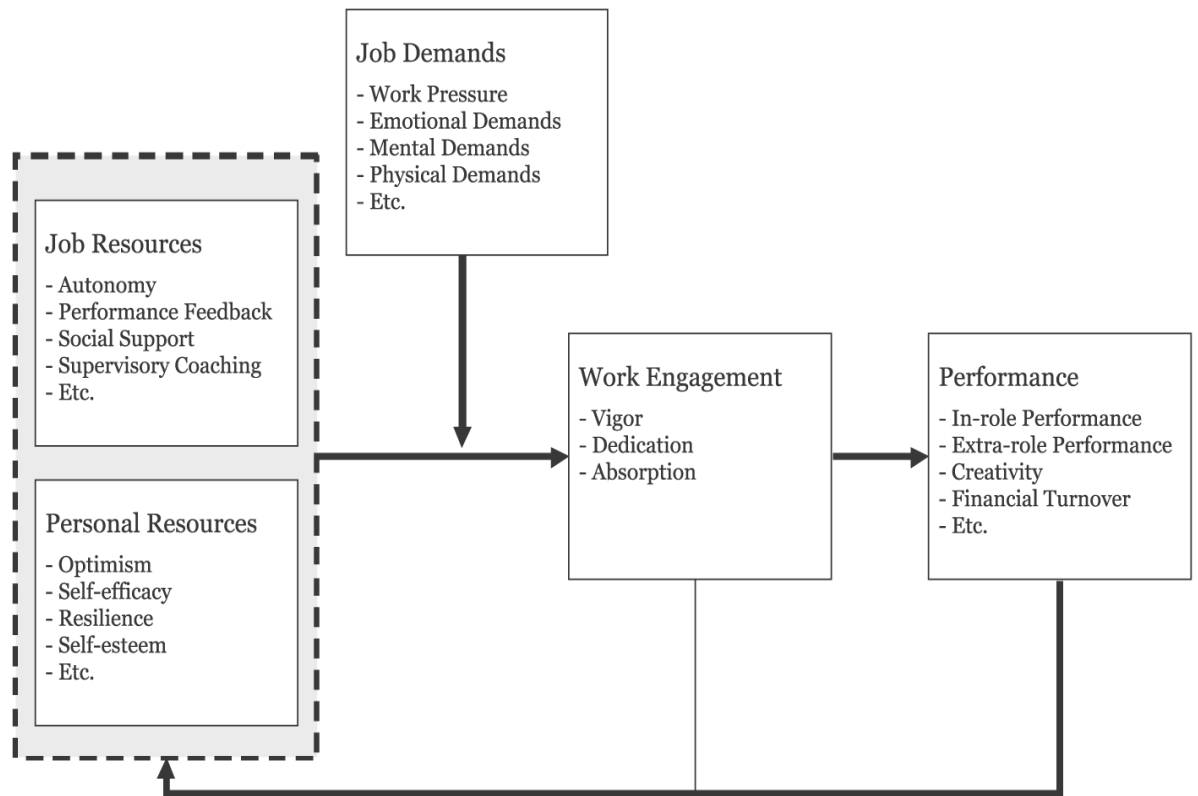 Job Demands
- Work Pressure
- Emotional Demands
- Mental Demands
- Physical Demands
- Etc.
Job Resources
- Autonomy
- Performance Feedback
- Social Support
- Supervisory Coaching
- Etc.
Personal Resources
- Optimism
- Self-efficacy
- Resilience
- Self-esteem
- Etc.
Work Engagement
- Vigor
- Dedication
- Absorption
Performance
- In-role Performance
- Extra-role Performance
- Creativity
- Financial Turnover
- Etc.